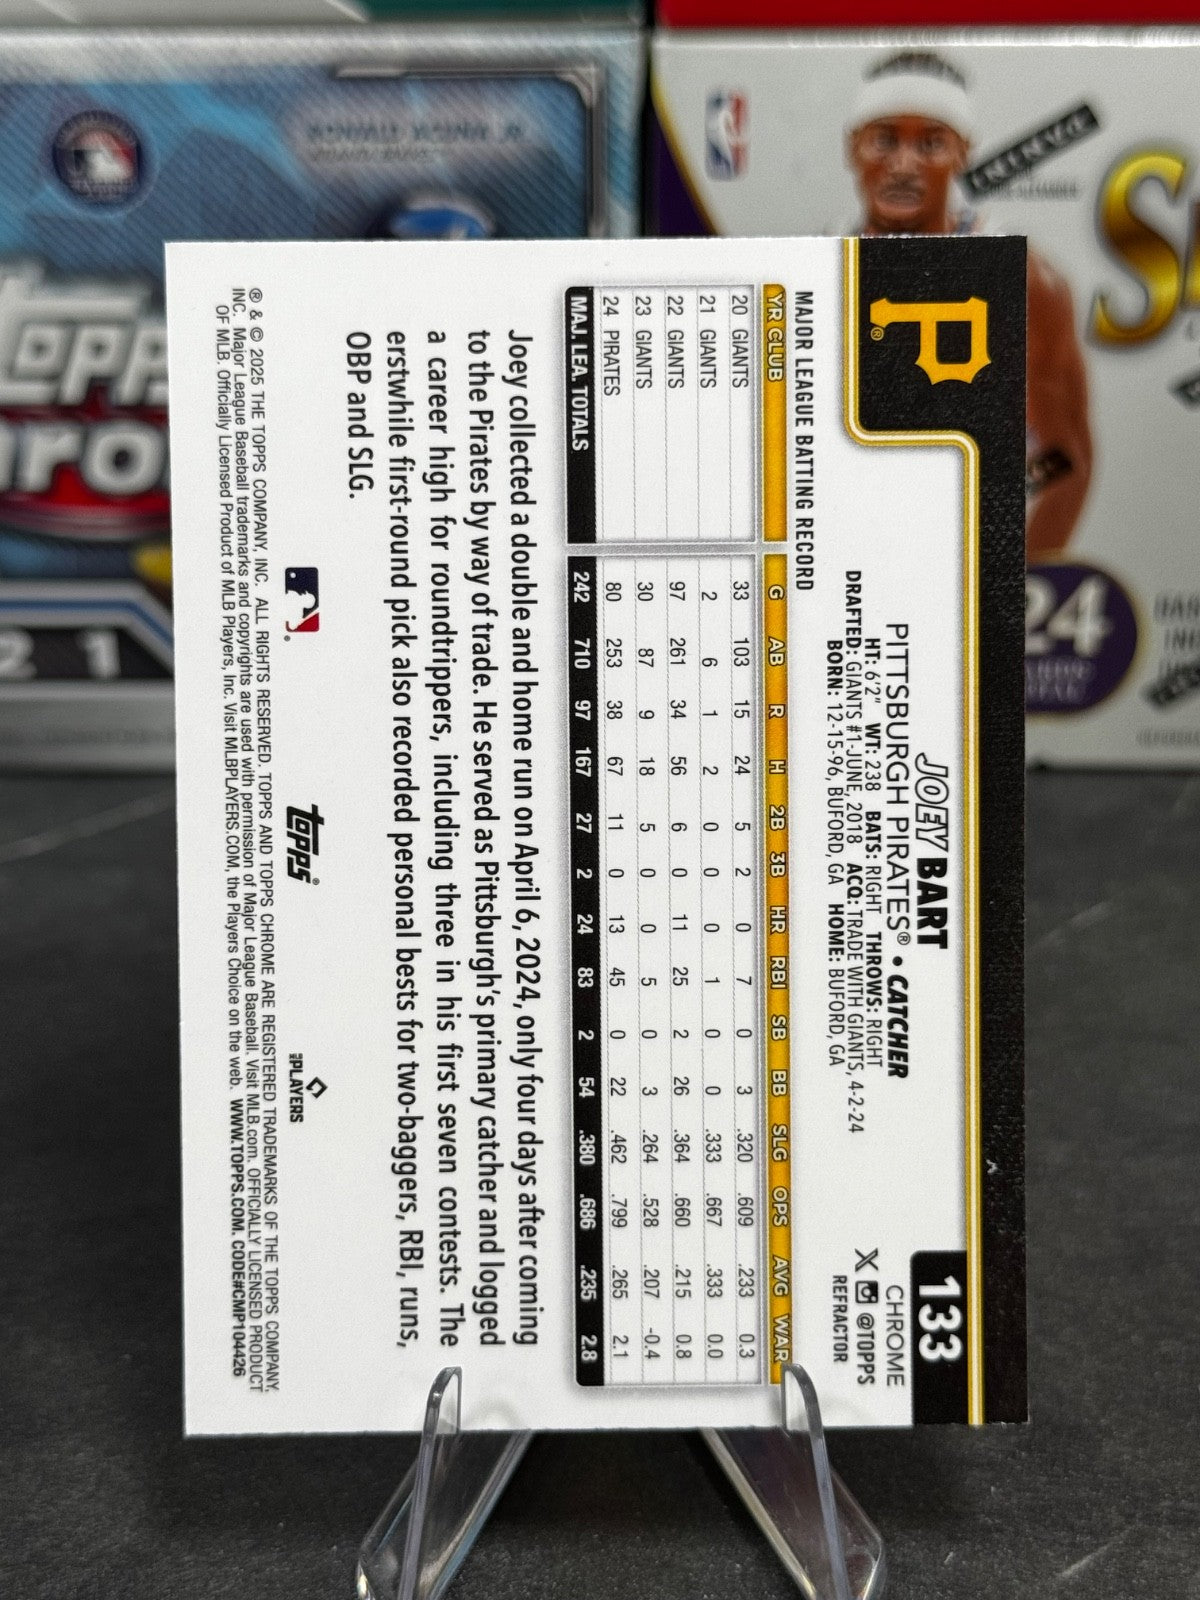 P®
JOEY BART
PITTSBURGH PIRATES® • CATCHER
HT: 6'2" WT: 238 BATS: RIGHT THROWS: RIGHT
DRAFTED: GIANTS #1-JUNE, 2018 ACQ: TRADE WITH GIANTS, 4-2-24
BORN: 12-15-96, BUFORD, GA HOME: BUFORD, GA
133
CHROME
X @TOPPS
REFRACTOR
MAJOR LEAGUE BATTING RECORD
YR CLUB G AB R H 2B 3B HR RBI SB BB SLG OPS AVG WAR
20 GIANTS 33 103 15 24 5 2 0 7 0 3 .320 .609 .233 0.3
21 GIANTS 2 6 1 2 0 0 0 1 0 0 .333 .667 .333 0.0
22 GIANTS 97 261 34 56 6 0 11 25 2 26 .364 .660 .215 0.8
23 GIANTS 30 87 9 18 5 0 0 5 0 3 .264 .528 .207 -0.4
24 PIRATES 80 253 38 67 11 0 13 45 0 22 .462 .799 .265 2.1
MAJ. LEA. TOTALS 242 710 97 167 27 2 24 83 2 54 .380 .686 .235 2.8
Joey collected a double and home run on April 6, 2024, only four days after coming
to the Pirates by way of trade. He served as Pittsburgh's primary catcher and logged
a career high for roundtrippers, including three in his first seven contests. The
erstwhile first-round pick also recorded personal bests for two-baggers, RBI, runs,
OBP and SLG.
topps®
PLAYERS
® & © 2025 THE TOPPS COMPANY, INC. ALL RIGHTS RESERVED. TOPPS AND TOPPS CHROME ARE REGISTERED TRADEMARKS OF THE TOPPS COMPANY,
INC. Major League Baseball trademarks and copyrights are used with permission of Major League Baseball. Visit MLB.com. OFFICIALLY LICENSED PRODUCT
OF MLB. Officially Licensed Product of MLB Players, Inc. Visit MLBPLAYERS.COM, the Players Choice on the web. WWW.TOPPS.COM. CODE#CMP104426
RONALD ACUÑA JR
Topp
hro
21
24